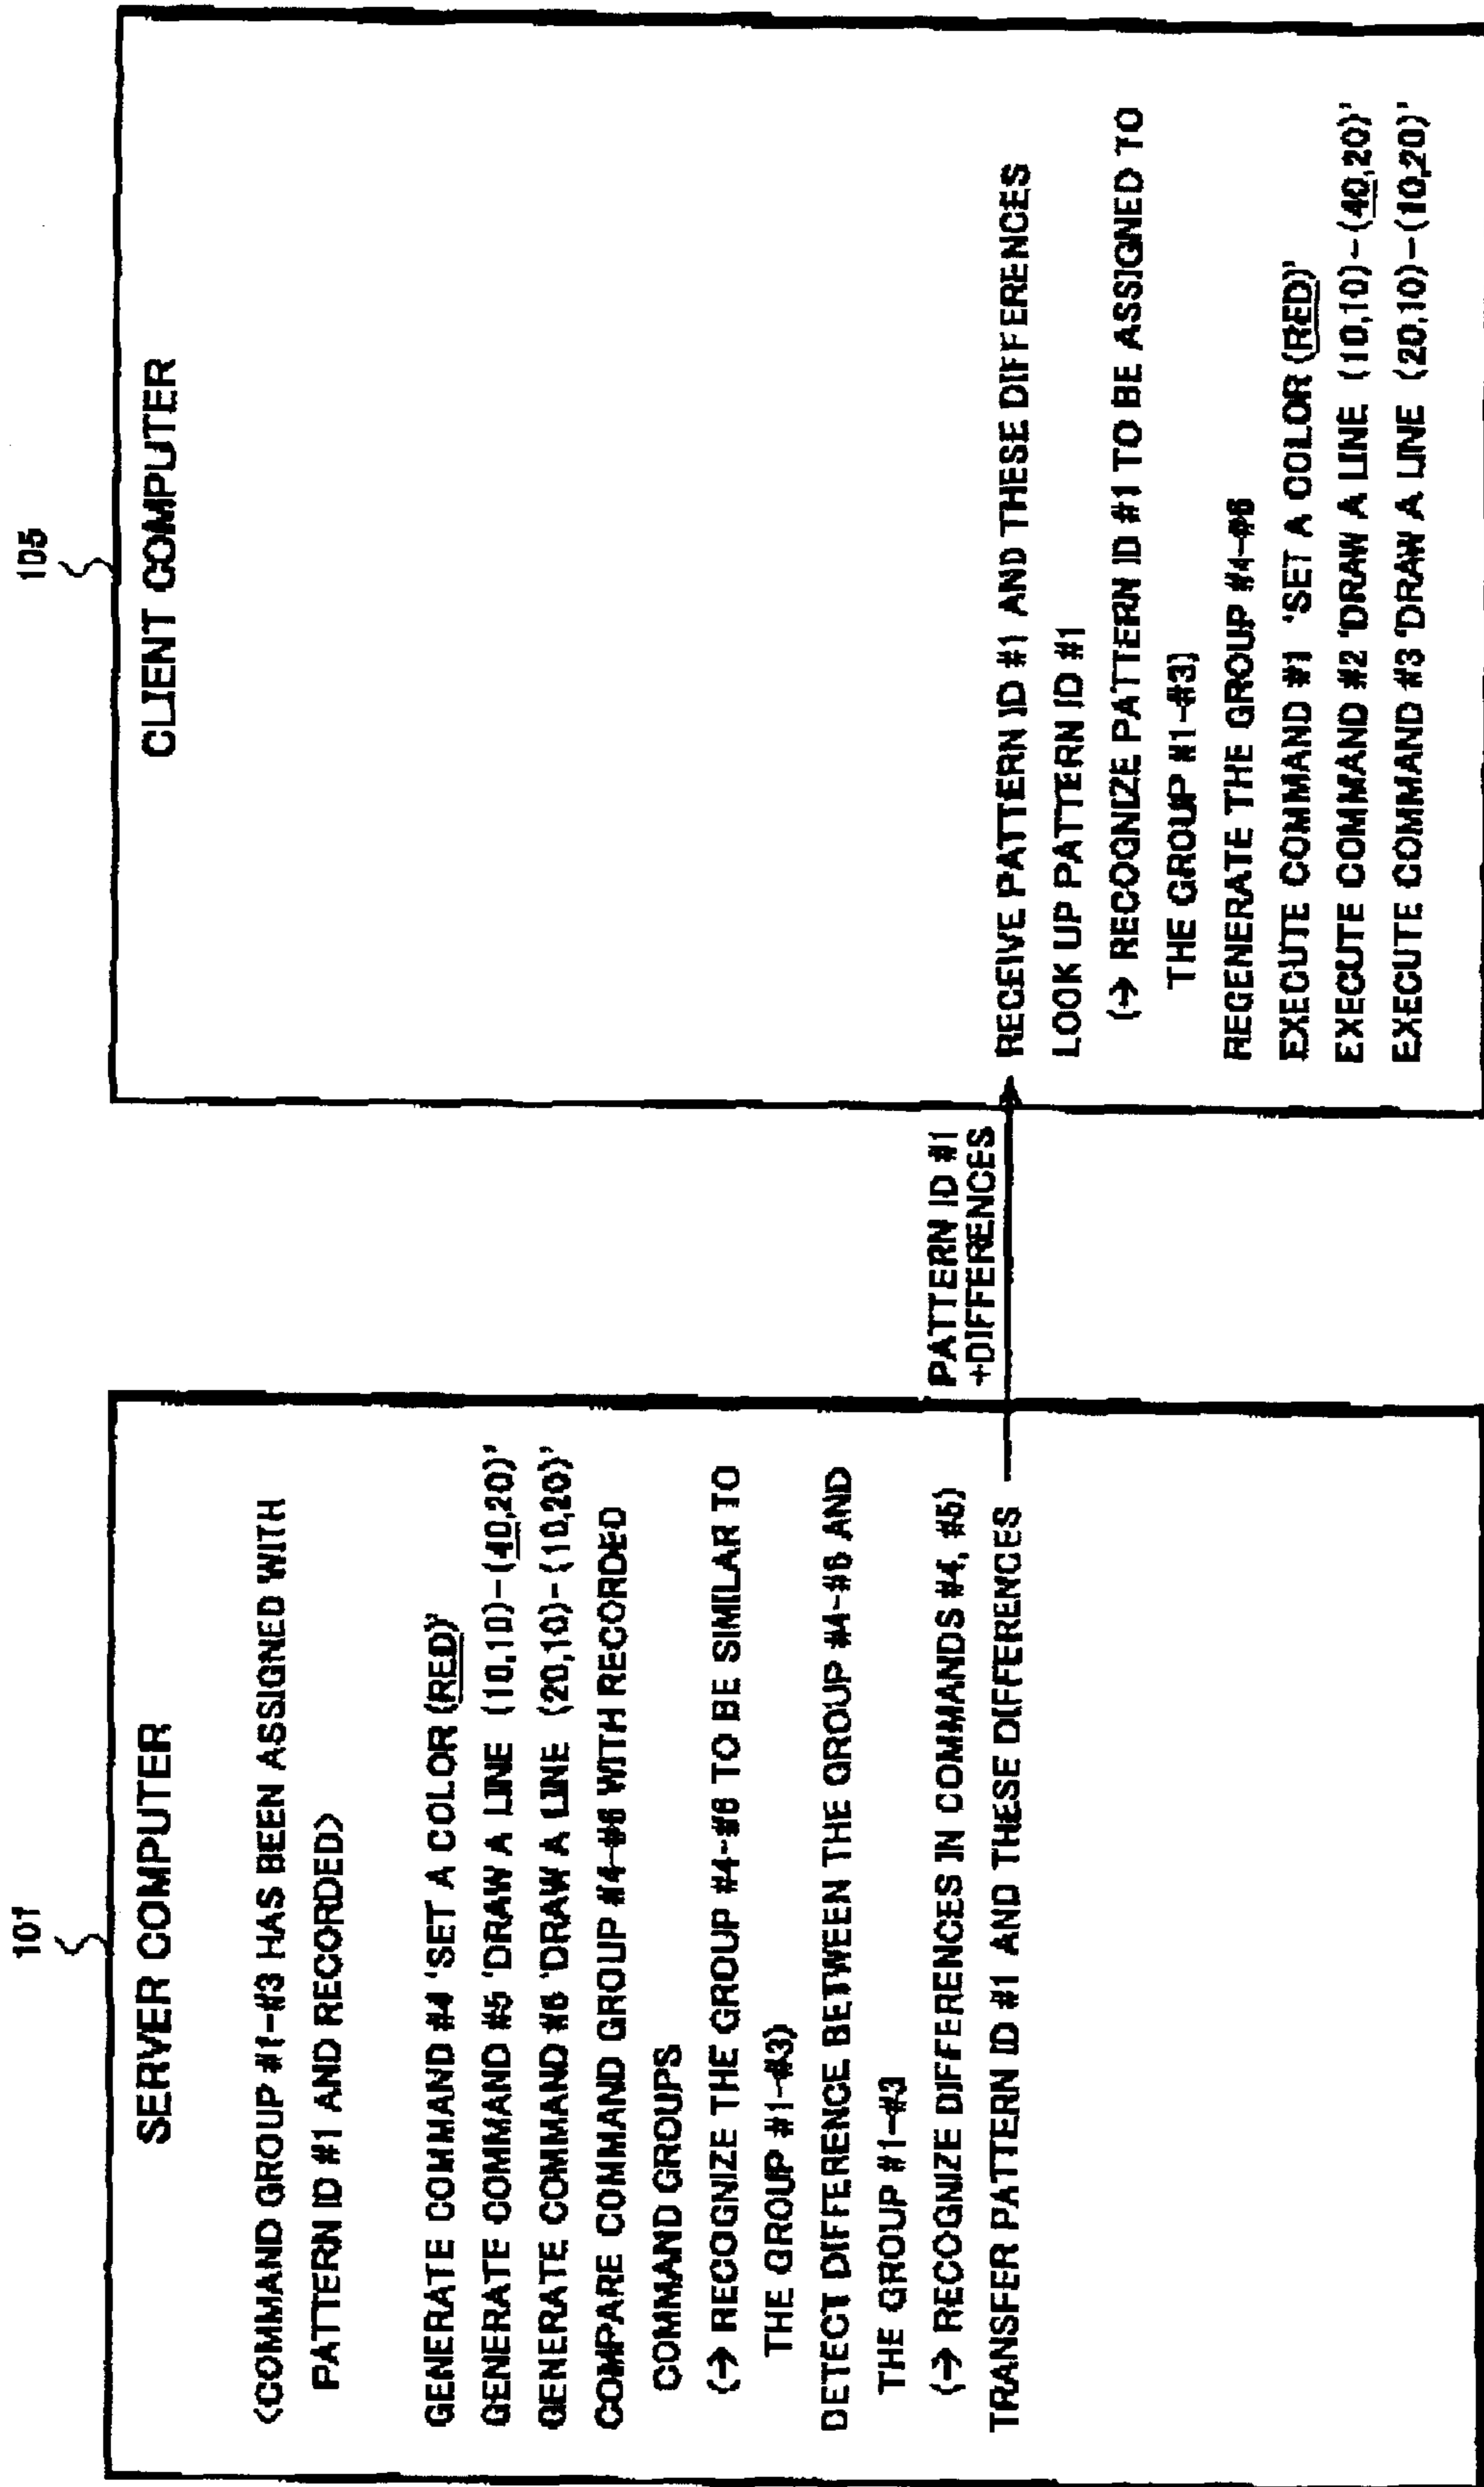 101
SERVER COMPUTER
<COMMAND GROUP #1-#3 HAS BEEN ASSIGNED WITH
PATTERN ID #1 AND RECORDED>
GENERATE COMMAND #4 'SET A COLOR (RED)'
GENERATE COMMAND #5 'DRAW A LINE (10,10)-(40,20)'
GENERATE COMMAND #6 'DRAW A LINE (20,10)-(10,20)'
COMPARE COMMAND GROUP #4-#6 WITH RECORDED
COMMAND GROUPS
(→ RECOGNIZE THE GROUP #4-#6 TO BE SIMILAR TO
THE GROUP #1-#3)
DETECT DIFFERENCE BETWEEN THE GROUP #4-#6 AND
THE GROUP #1-#3
(→ RECOGNIZE DIFFERENCES IN COMMANDS #4, #5)
TRANSFER PATTERN ID #1 AND THESE DIFFERENCES
PATTERN ID #1
+DIFFERENCES
105
CLIENT COMPUTER
RECEIVE PATTERN ID #1 AND THESE DIFFERENCES
LOOK UP PATTERN ID #1
(→ RECOGNIZE PATTERN ID #1 TO BE ASSIGNED TO
THE GROUP #1-#3)
REGENERATE THE GROUP #4-#6
EXECUTE COMMAND #1 'SET A COLOR (RED)'
EXECUTE COMMAND #2 'DRAW A LINE (10,10)-(40,20)'
EXECUTE COMMAND #3 'DRAW A LINE (20,10)-(10,20)'